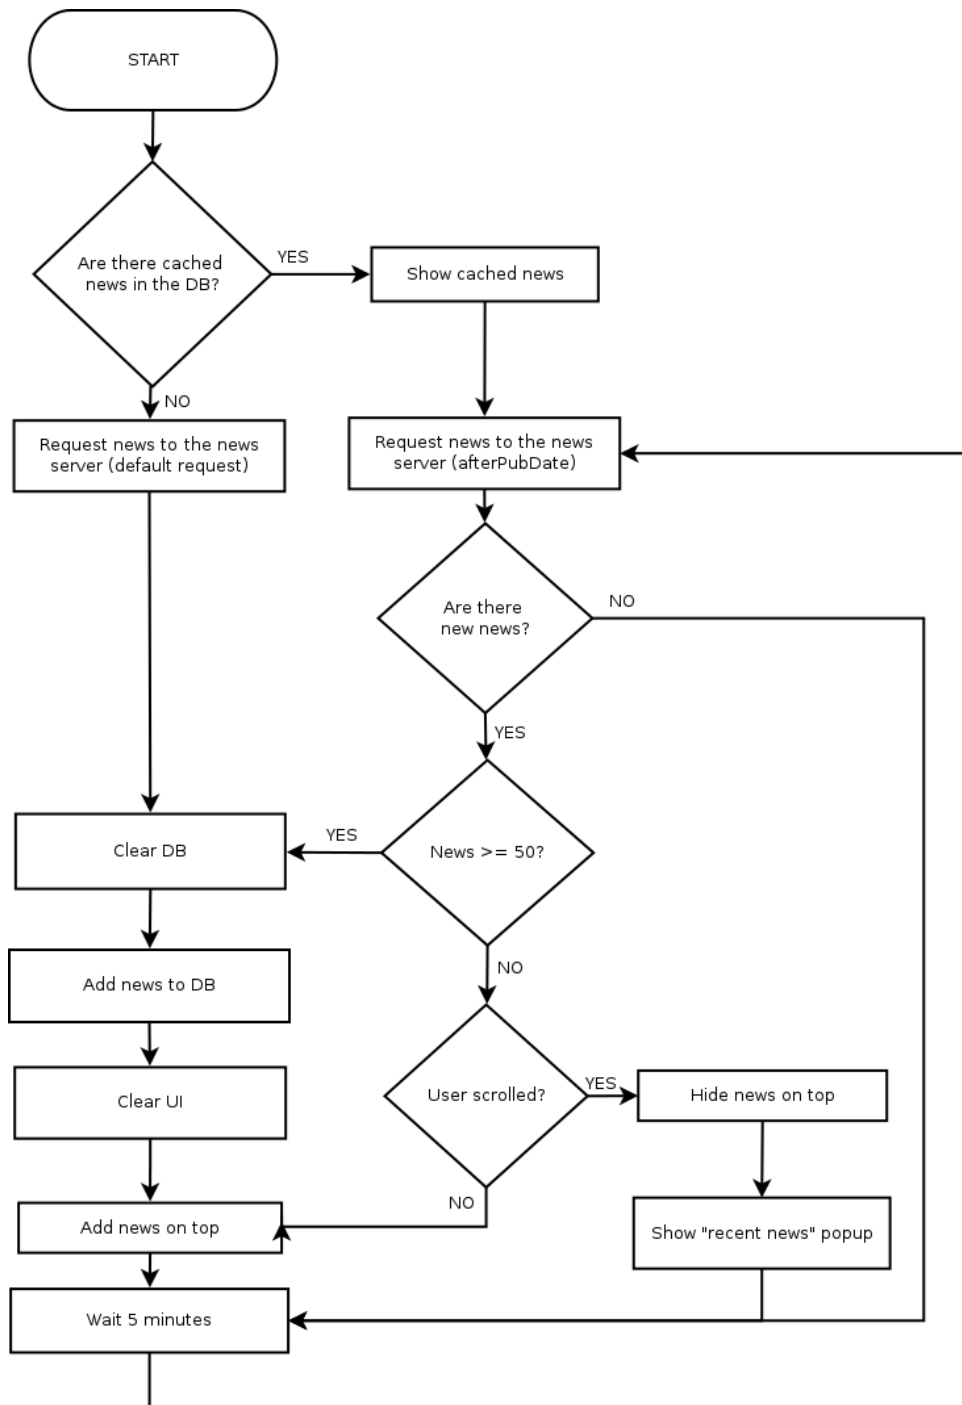 START
Are there cached
news in the DB?
YES
Show cached news
NO
Request news to the news
server (default request)
Request news to the news
server (afterPubDate)
Are there
new news?
NO
YES
Clear DB
YES
News >= 50?
Add news to DB
NO
Clear UI
User scrolled?
YES
Hide news on top
NO
Add news on top
Show "recent news" popup
Wait 5 minutes